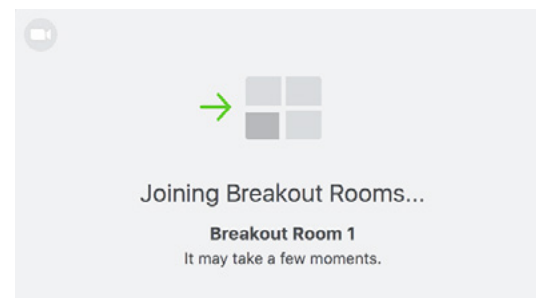 Joining Breakout Rooms...
Breakout Room 1
It may take a few moments.